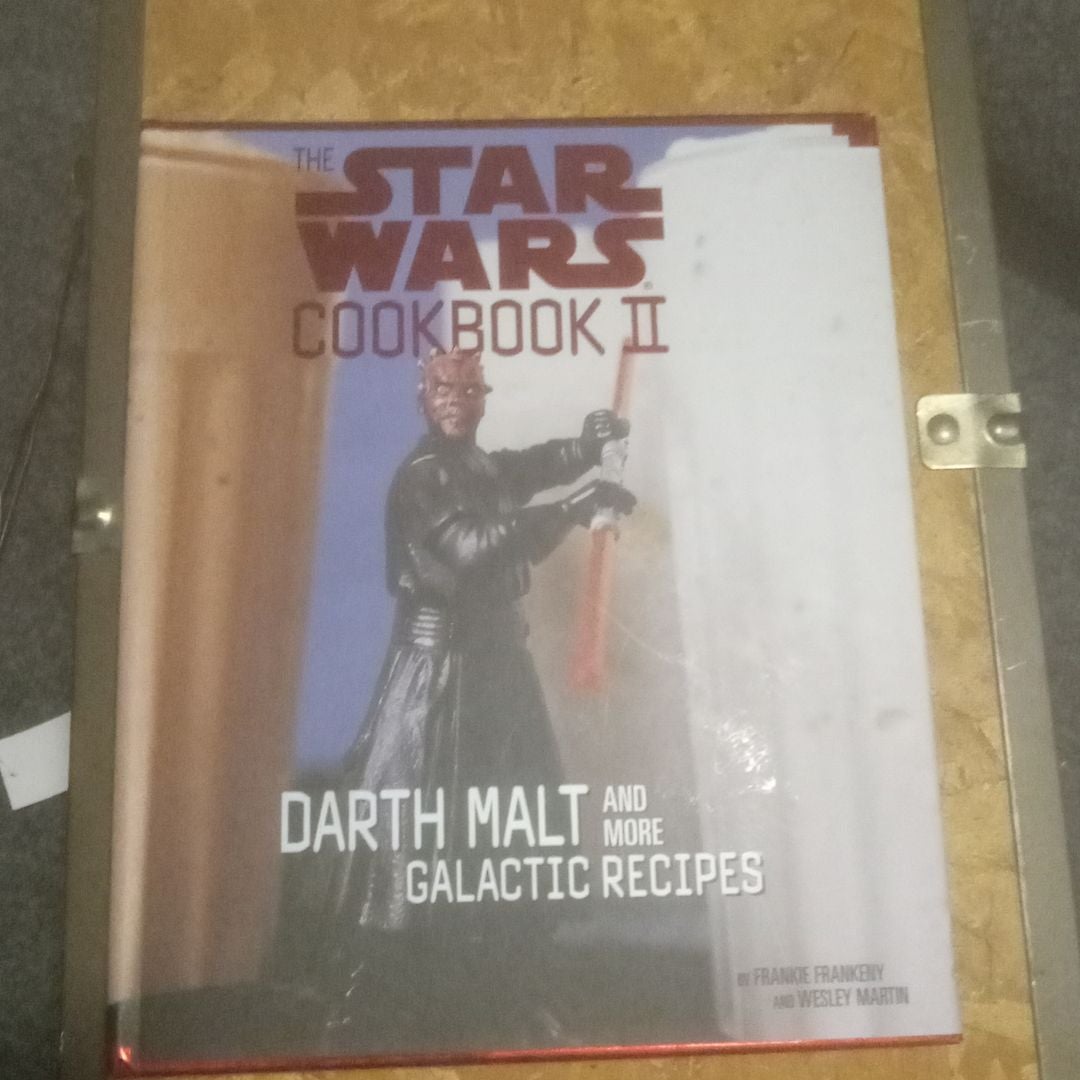 THE STAR
WARS®
COOKBOOK II
DARTH MALT AND
MORE
GALACTIC RECIPES
BY FRANKIE FRANKENY
AND WESLEY MARTIN